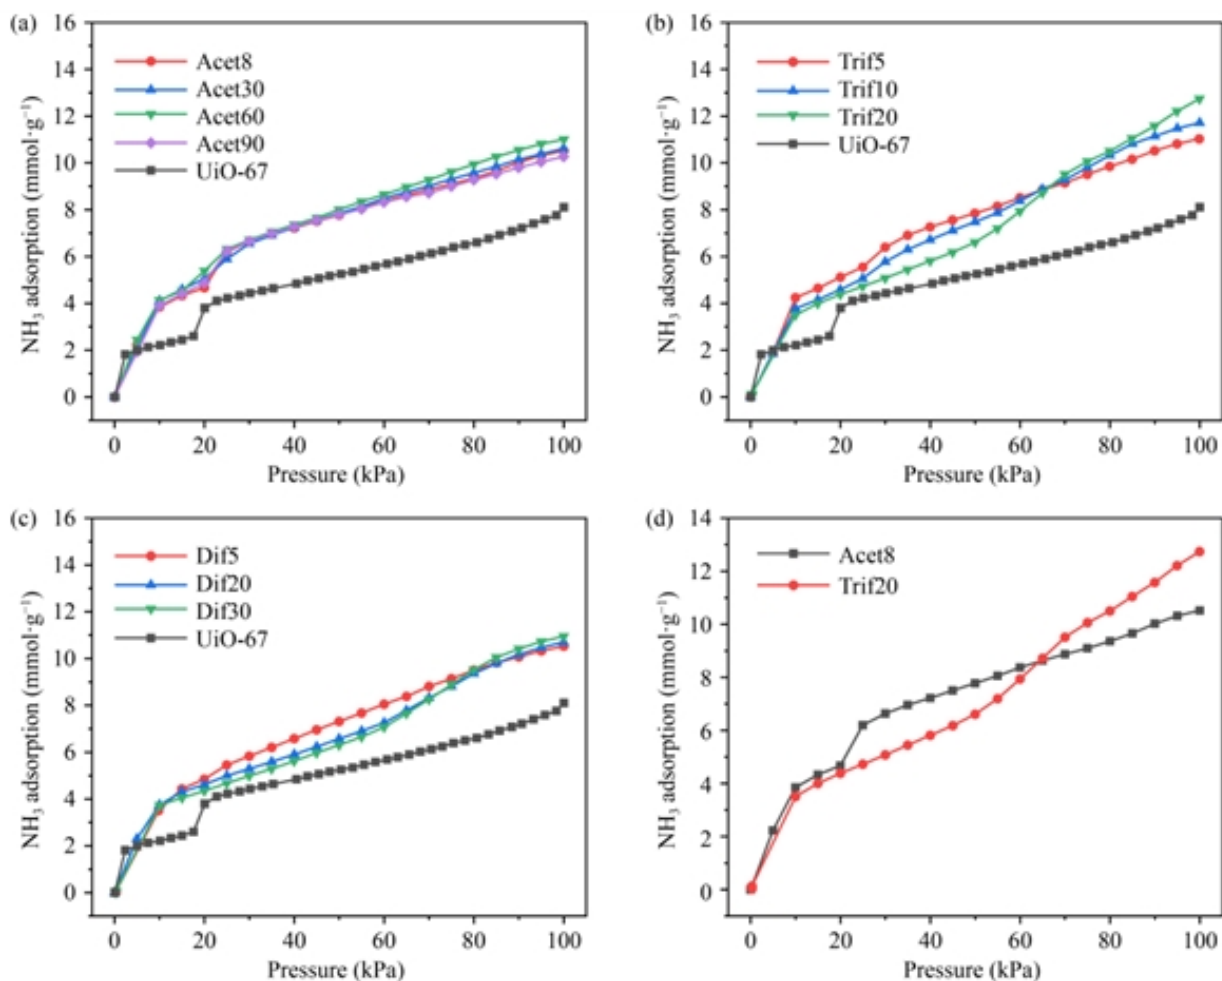 (a)
16
14
12
10
8
6
4
2
0
NH₃ adsorption (mmol·g⁻¹)
Acet8
Acet30
Acet60
Acet90
UiO-67
0 20 40 60 80 100
Pressure (kPa)
(b)
16
14
12
10
8
6
4
2
0
NH₃ adsorption (mmol·g⁻¹)
Trif5
Trif10
Trif20
UiO-67
0 20 40 60 80 100
Pressure (kPa)
(c)
16
14
12
10
8
6
4
2
0
NH₃ adsorption (mmol·g⁻¹)
Dif5
Dif20
Dif30
UiO-67
0 20 40 60 80 100
Pressure (kPa)
(d)
14
12
10
8
6
4
2
0
NH₃ adsorption (mmol·g⁻¹)
Acet8
Trif20
0 20 40 60 80 100
Pressure (kPa)